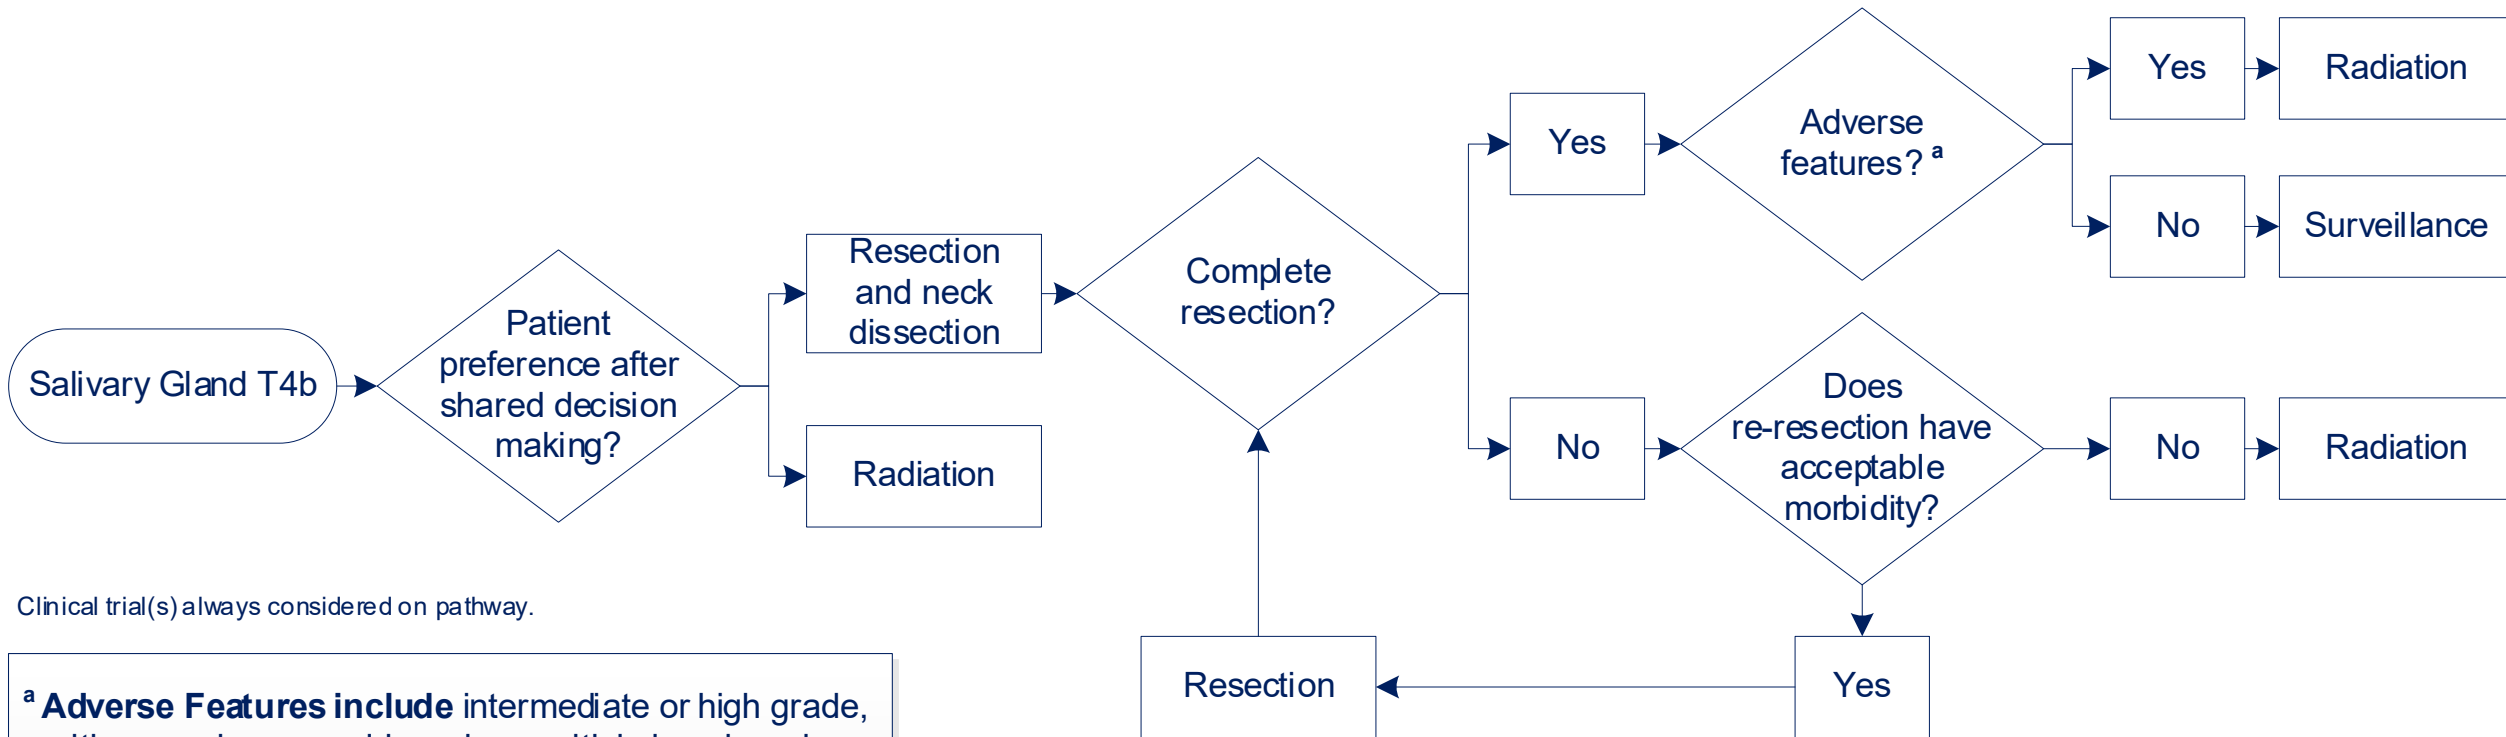 Salivary Gland T4b
Patient
preference after
shared decision
making?
Resection
and neck
dissection
Radiation
Complete
resection?
Yes
Adverse
features? a
Yes
Radiation
No
Surveillance
No
Does
re-resection have
acceptable
morbidity?
No
Radiation
Yes
Resection
Clinical trial(s) always considered on pathway.
a Adverse Features include intermediate or high grade,